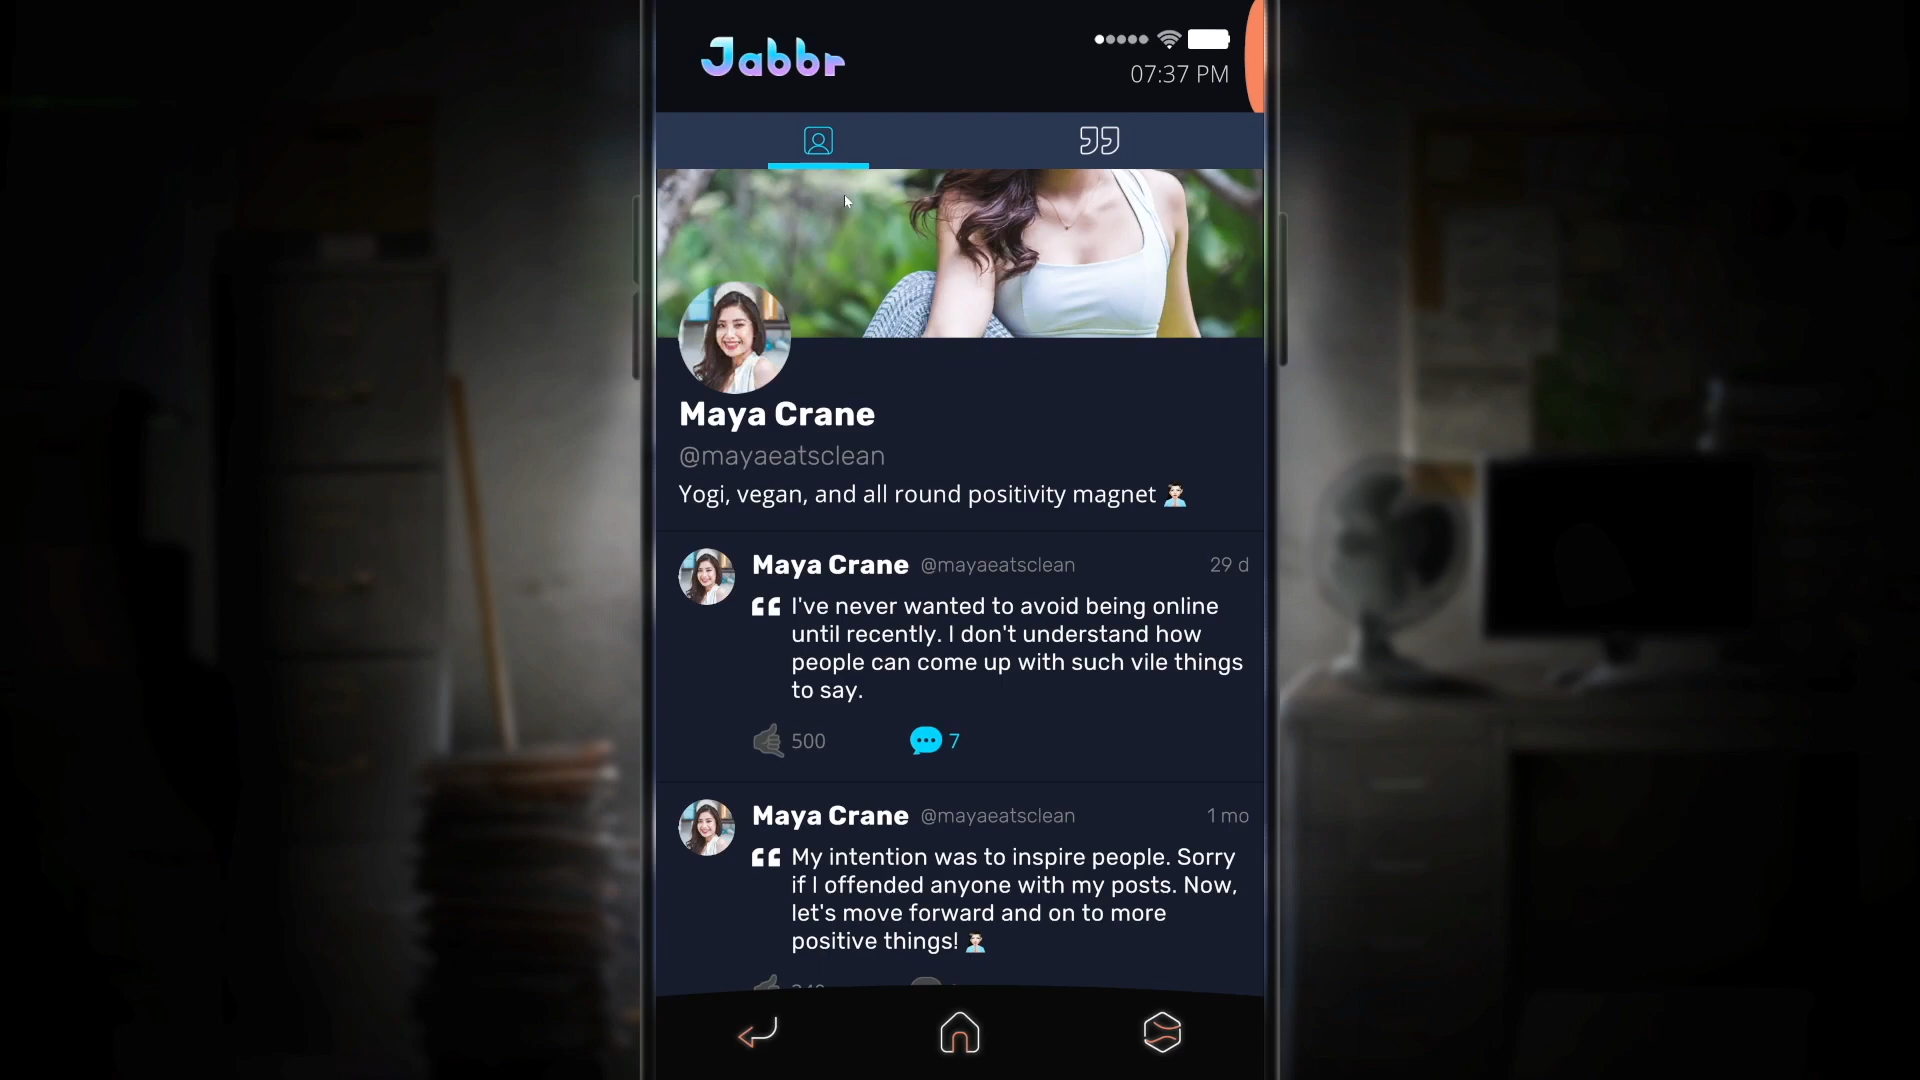 Jabbr
07:37 PM
Maya Crane
@mayaeatsclean
Yogi, vegan, and all round positivity magnet
Maya Crane @mayaeatsclean 29 d
I've never wanted to avoid being online
until recently. I don't understand how
people can come up with such vile things
to say.
500 7
Maya Crane @mayaeatsclean 1 mo
My intention was to inspire people. Sorry
if I offended anyone with my posts. Now,
let's move forward and on to more
positive things!